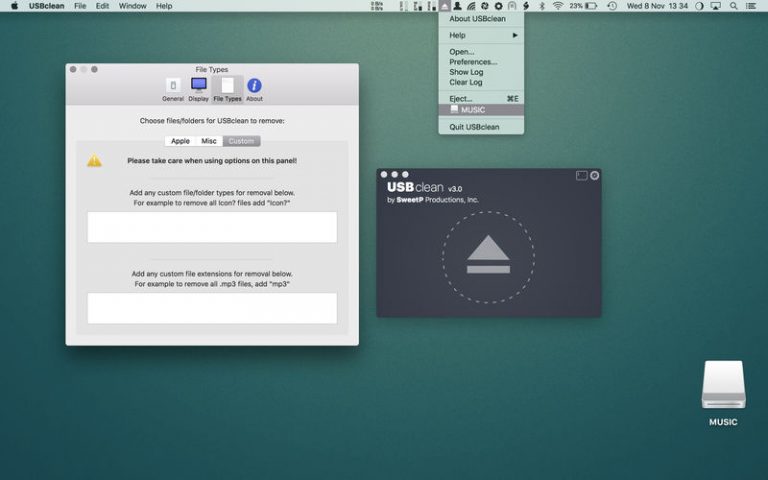 USBclean File Edit Window Help
23% Wed 8 Nov 13 34
About USBclean
Help
Open...
Preferences...
Show Log
Clear Log
Eject... ⌘E
MUSIC
Quit USBclean
File Types
General Display File Types About
Choose files/folders for USBclean to remove:
Apple Misc Custom
Please take care when using options on this panel!
Add any custom file/folder types for removal below.
For example to remove all Icon? files add "Icon?"
Add any custom file extensions for removal below.
For example to remove all .mp3 files, add "mp3"
USBclean v3.0
by SweetP Productions, Inc.
MUSIC